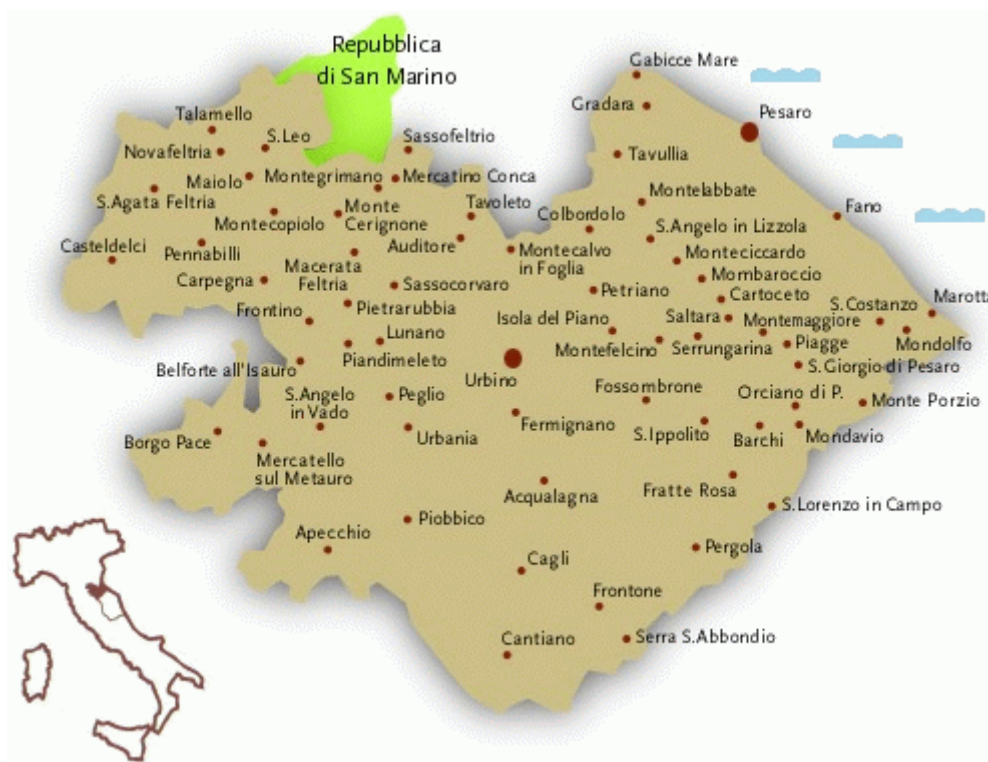 Repubblica
di San Marino
Gabicce Mare
Gradara
Pesaro
Talamello
S.Leo
Sassofeltrio
Novafeltria
Tavullia
Maiolo
Montegrimano
Mercatino Conca
S.Agata Feltria
Montelabbate
Montecopiolo
Monte
Cerignone
Tavoleto
Colbordolo
Fano
Casteldelci
Pennabilli
Auditore
Montecalvo
in Foglia
S.Angelo in Lizzola
Monteciccardo
Carpegna
Macerata
Feltria
Sassocorvaro
Petriano
Mombaroccio
Cartoceto
S.Costanzo
Marotta
Frontino
Pietrarubbia
Lunano
Isola del Piano
Saltara
Montemaggiore
Mondolfo
Belforte all'Isauro
Piandimeleto
Montefelcino
Serrungarina
Piagge
S.Giorgio di Pesaro
Urbino
S.Angelo
in Vado
Peglio
Fossombrone
Orciano di P.
Monte Porzio
Borgo Pace
Mercatello
sul Metauro
Urbania
Fermignano
S.Ippolito
Barchi
Mondavio
Acqualagna
Fratte Rosa
S.Lorenzo in Campo
Apecchio
Piobbico
Pergola
Cagli
Frontone
Cantiano
Serra S.Abbondio